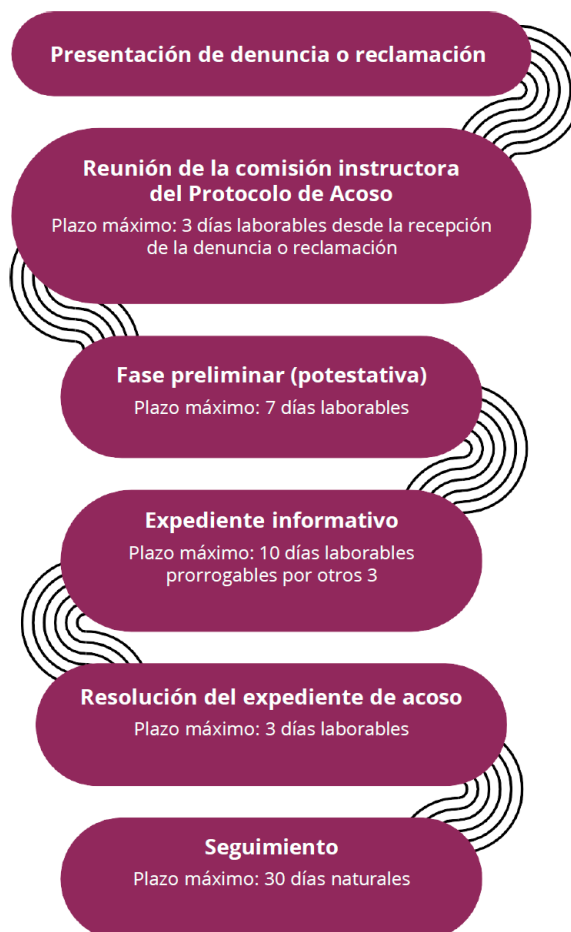 Presentación de denuncia o reclamación
Reunión de la comisión instructora
del Protocolo de Acoso
Plazo máximo: 3 días laborables desde la recepción
de la denuncia o reclamación
Fase preliminar (potestativa)
Plazo máximo: 7 días laborables
Expediente informativo
Plazo máximo: 10 días laborables
prorrogables por otros 3
Resolución del expediente de acoso
Plazo máximo: 3 días laborables
Seguimiento
Plazo máximo: 30 días naturales